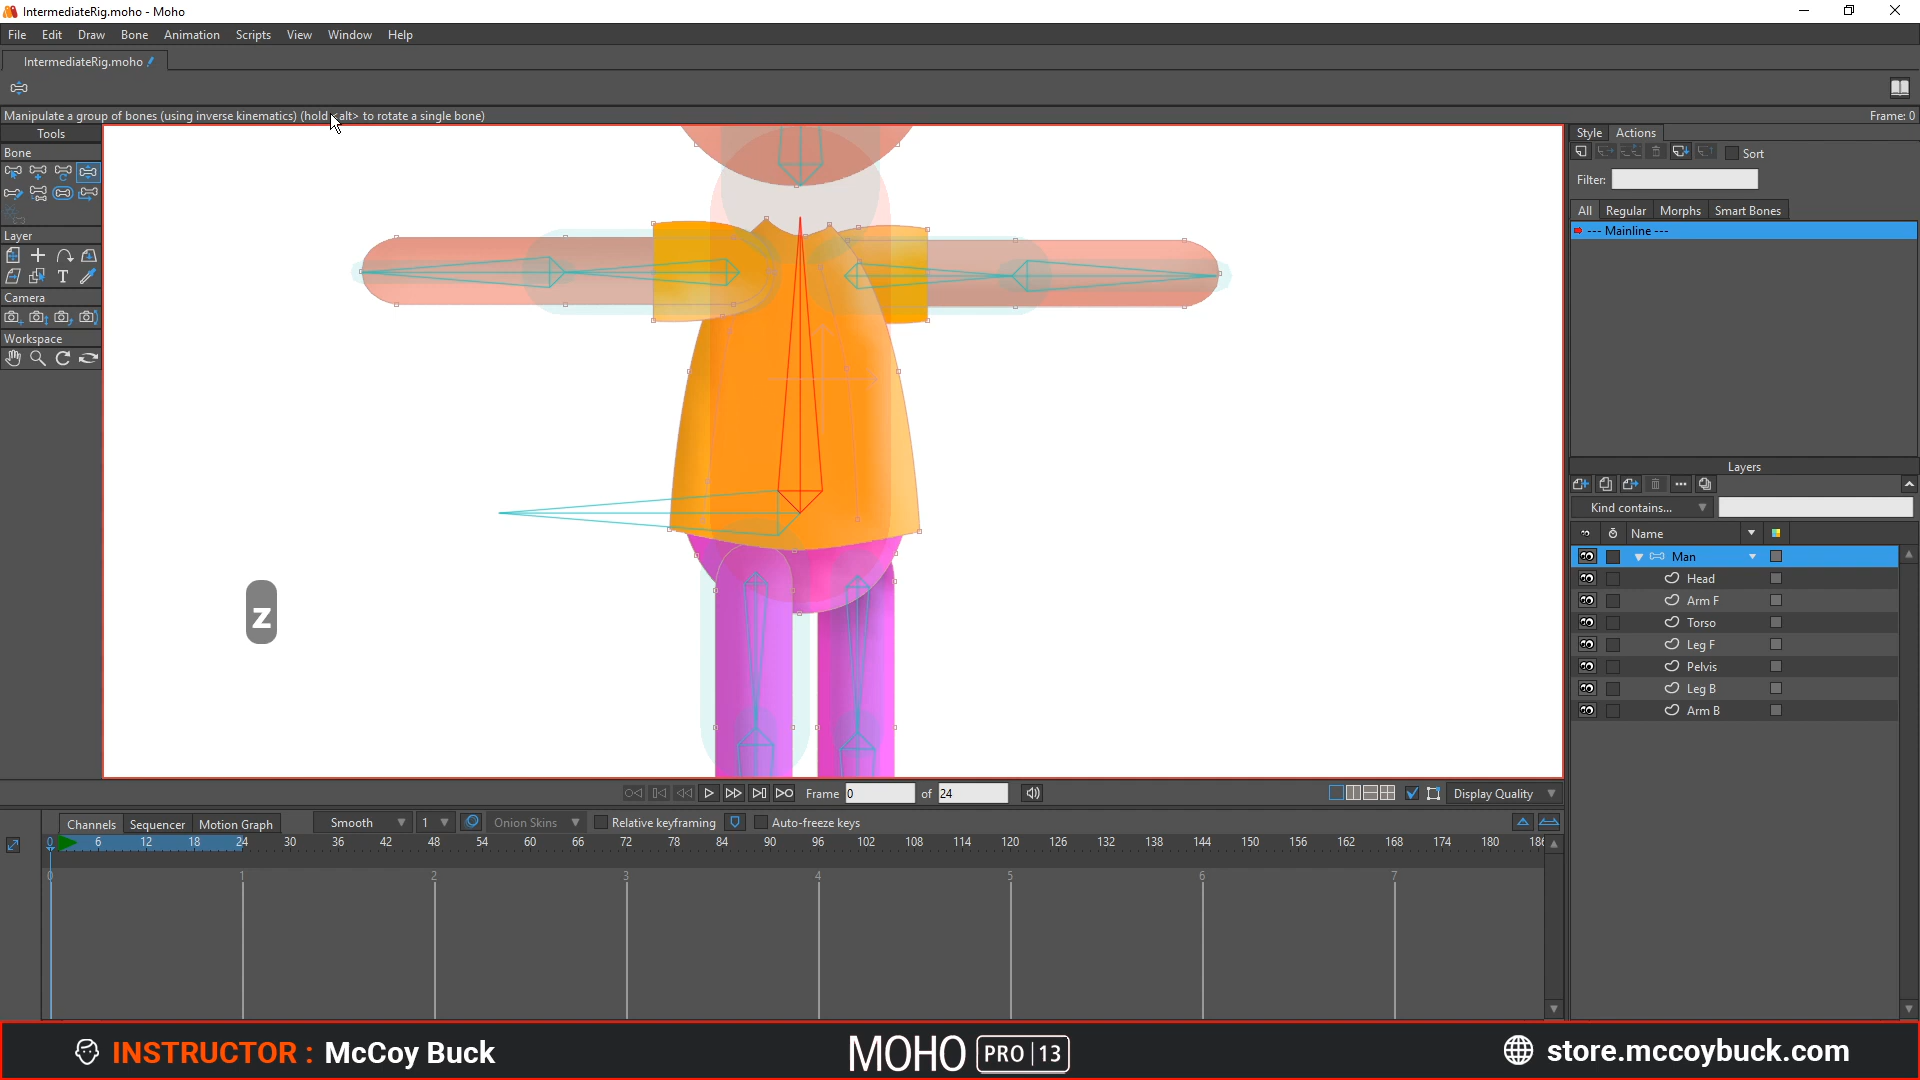 IntermediateRig.moho - Moho
File Edit Draw Bone Animation Scripts View Window Help
IntermediateRig.moho
Manipulate a group of bones (using inverse kinematics) (hold <alt> to rotate a single bone)
Frame: 0
Tools
Bone
Layer
Camera
Workspace
z
Style Actions
Sort
Filter:
All Regular Morphs Smart Bones
--- Mainline ---
Layers
Kind contains...
Name
Man
Head
Arm F
Torso
Leg F
Pelvis
Leg B
Arm B
Frame 0 of 24
Display Quality
Channels Sequencer Motion Graph Smooth 1 Onion Skins Relative keyframing Auto-freeze keys
0 6 12 18 24 30 36 42 48 54 60 66 72 78 84 90 96 102 108 114 120 126 132 138 144 150 156 162 168 174 180
0 1 2 3 4 5 6 7
INSTRUCTOR : McCoy Buck
MOHO PRO 13
store.mccoybuck.com